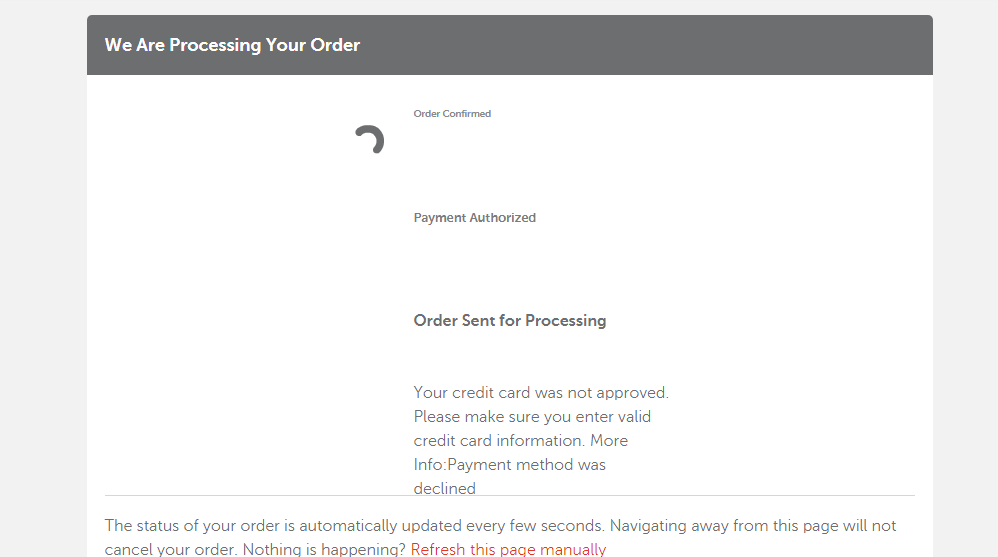 We Are Processing Your Order
Order Confirmed
Payment Authorized
Order Sent for Processing
Your credit card was not approved.
Please make sure you enter valid
credit card information. More
Info:Payment method was
declined
The status of your order is automatically updated every few seconds. Navigating away from this page will not
cancel your order. Nothing is happening? Refresh this page manually